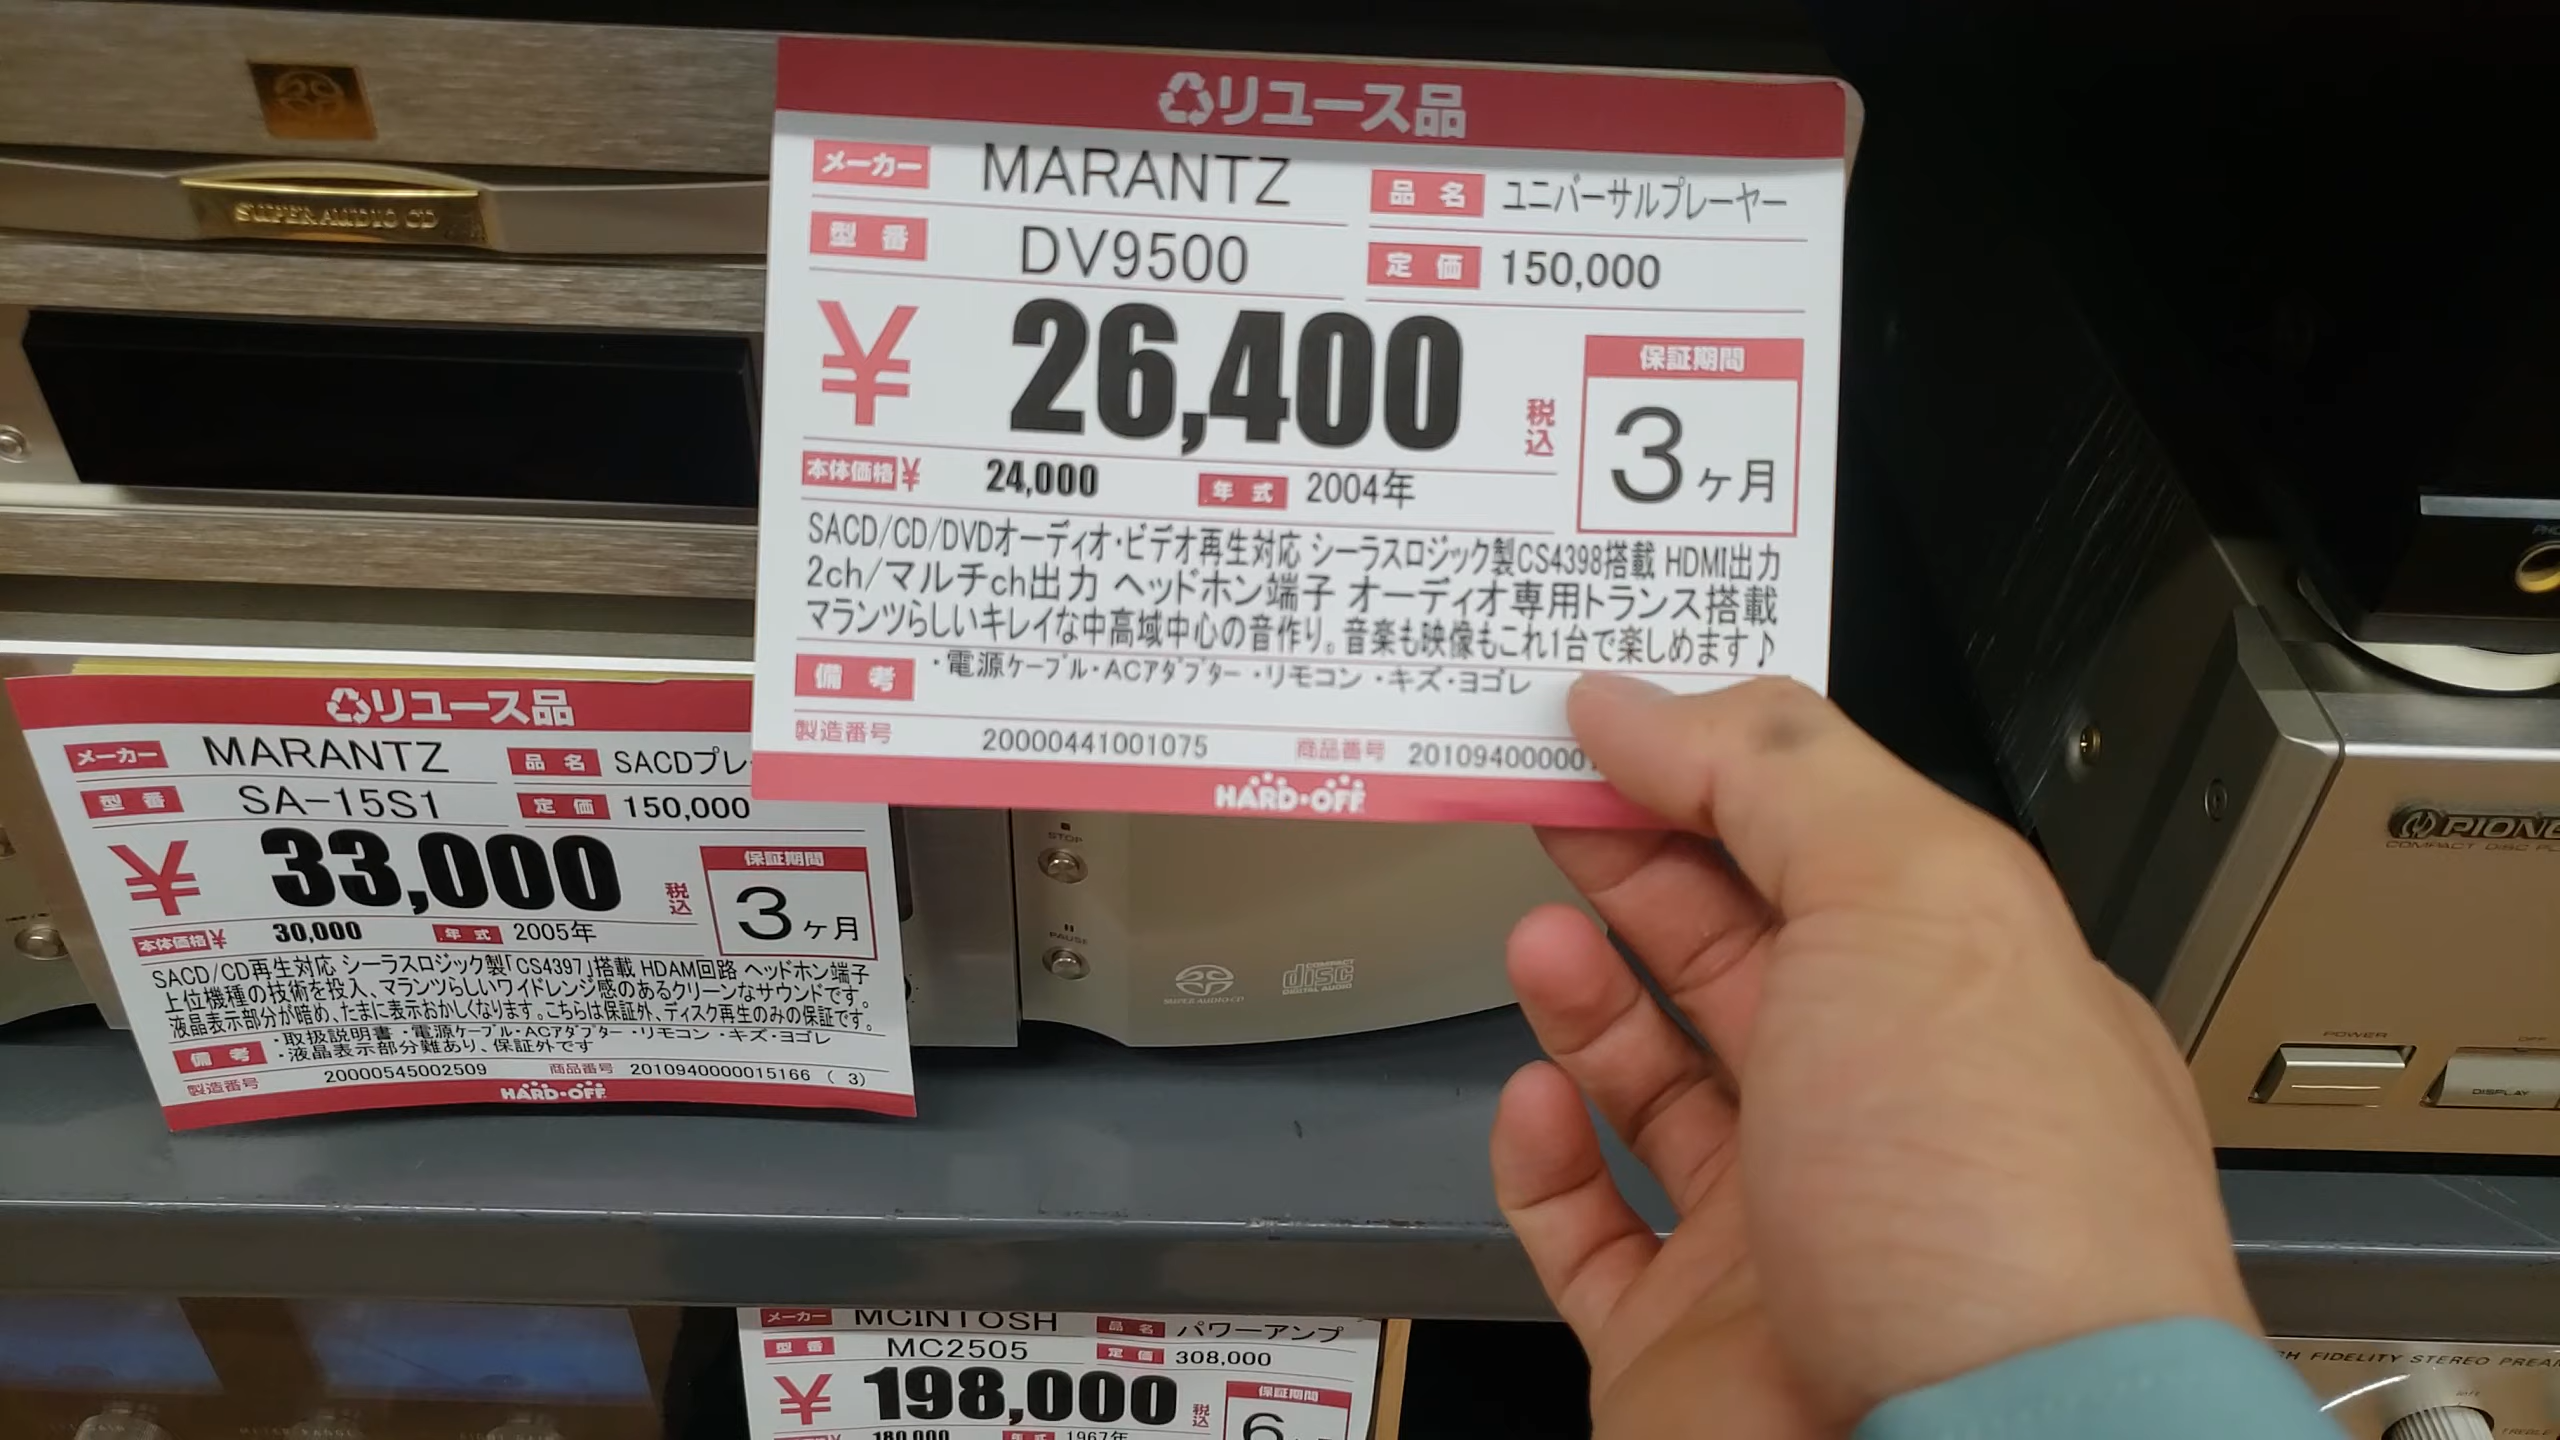 SUPER AUDIO CD
リユース品
メーカー MARANTZ 品名 ユニバーサルプレーヤー
型番 DV9500 定価 150,000
¥ 26,400 税込 保証期間 3ヶ月
本体価格¥ 24,000 年式 2004年
SACD/CD/DVDオーディオ・ビデオ再生対応 シーラスロジック製CS4398搭載 HDMI出力
2ch/マルチch出力 ヘッドホン端子 オーディオ専用トランス搭載
マランツらしいキレイな中高域中心の音作り。音楽も映像もこれ1台で楽しめます♪
備考 ・電源ケーブル・ACアダプター ・リモコン ・キズ・ヨゴレ
製造番号 20000441001075 商品番号 201094000000
HARD・OFF
リユース品
メーカー MARANTZ 品名 SACDプレ
型番 SA-15S1 定価 150,000
¥ 33,000 税込 保証期間 3ヶ月
本体価格¥ 30,000 年式 2005年
SACD/CD再生対応 シーラスロジック製「CS4397」搭載 HDAM回路 ヘッドホン端子
上位機種の技術を投入、マランツらしいワイドレンジ感のあるクリーンなサウンドです。
液晶表示部分が暗め、たまに表示おかしくなります。こちらは保証外、ディスク再生のみの保証です。
備考 ・取扱説明書 ・電源ケーブル・ACアダプター ・リモコン ・キズ・ヨゴレ
・液晶表示部分難あり、保証外です
製造番号 20000545002509 商品番号 2010940000015166 ( 3)
HARD・OFF
STOP
PAUSE
SUPER AUDIO CD
COMPACT
disc
DIGITAL AUDIO
PIONE
COMPACT DISC PL
POWER
OFF
DISPLAY
メーカー MCINTOSH 品名 パワーアンプ
型番 MC2505 定価 308,000
¥ 198,000 税込 保証期間 6
180,000 年式 1967年
H FIDELITY STEREO PREAM
TREBLE